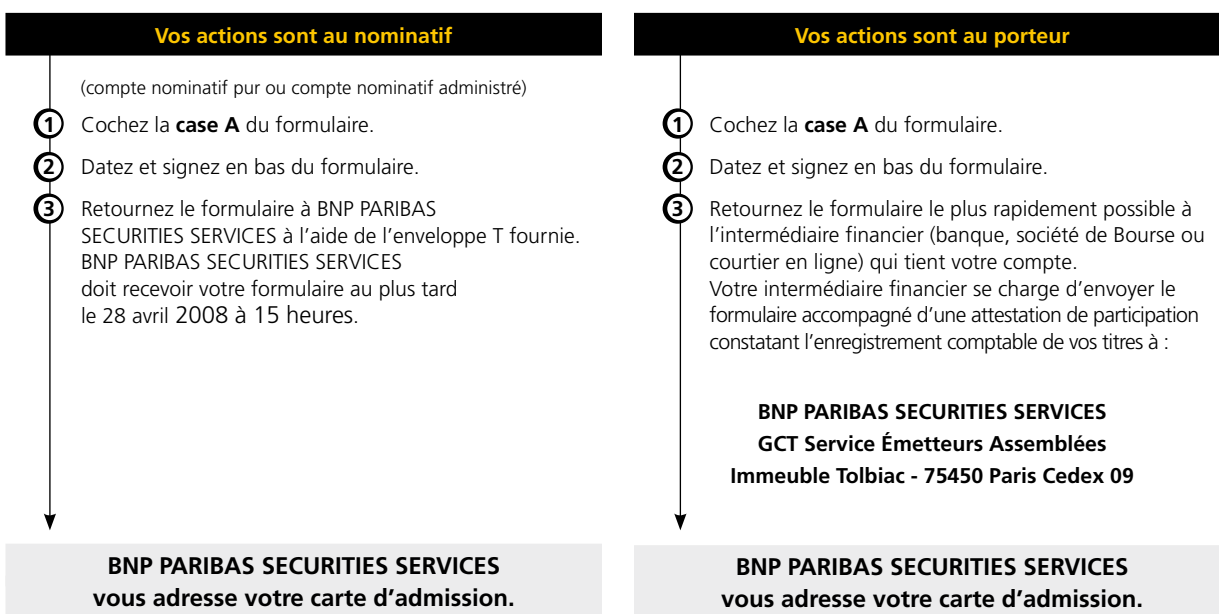 Vos actions sont au nominatif
(compte nominatif pur ou compte nominatif administré)
1 Cochez la case A du formulaire.
2 Datez et signez en bas du formulaire.
3 Retournez le formulaire à BNP PARIBAS
SECURITIES SERVICES à l’aide de l’enveloppe T fournie.
BNP PARIBAS SECURITIES SERVICES
doit recevoir votre formulaire au plus tard
le 28 avril 2008 à 15 heures.
BNP PARIBAS SECURITIES SERVICES
vous adresse votre carte d’admission.
Vos actions sont au porteur
1 Cochez la case A du formulaire.
2 Datez et signez en bas du formulaire.
3 Retournez le formulaire le plus rapidement possible à
l’intermédiaire financier (banque, société de Bourse ou
courtier en ligne) qui tient votre compte.
Votre intermédiaire financier se charge d’envoyer le
formulaire accompagné d’une attestation de participation
constatant l’enregistrement comptable de vos titres à :
BNP PARIBAS SECURITIES SERVICES
GCT Service Émetteurs Assemblées
Immeuble Tolbiac - 75450 Paris Cedex 09
BNP PARIBAS SECURITIES SERVICES
vous adresse votre carte d’admission.